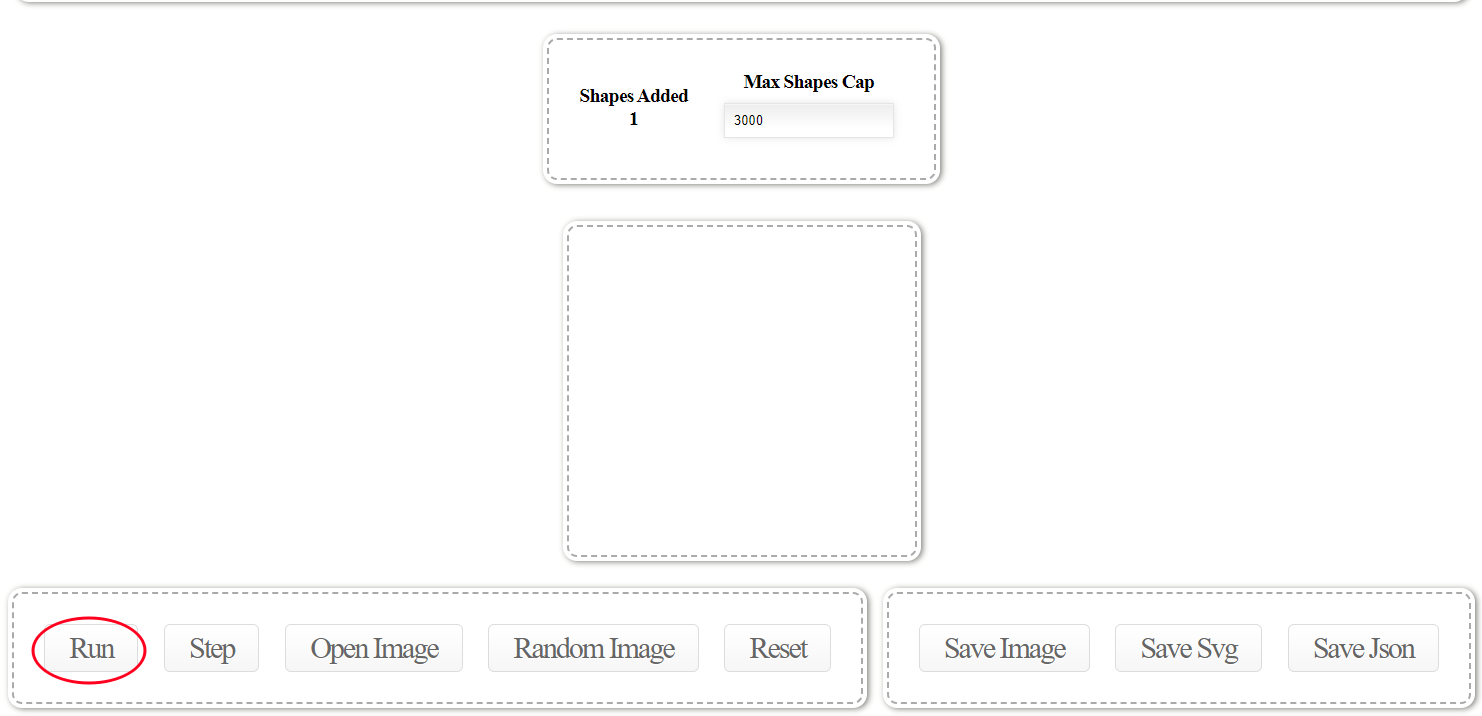 Shapes Added
1
Max Shapes Cap
3000
Run
Step
Open Image
Random Image
Reset
Save Image
Save Svg
Save Json